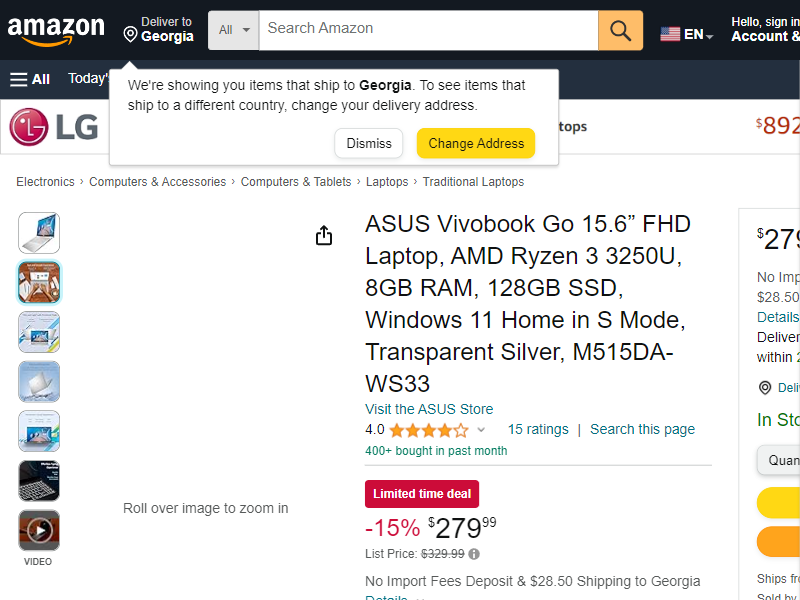 amazon
Deliver to
Georgia
All
Search Amazon
EN
Hello, sign in
Account &
All
Today'
We're showing you items that ship to Georgia. To see items that
ship to a different country, change your delivery address.
Dismiss
Change Address
LG
tops
$892
Electronics › Computers & Accessories › Computers & Tablets › Laptops › Traditional Laptops
ASUS Vivobook Go 15.6” FHD
Laptop, AMD Ryzen 3 3250U,
8GB RAM, 128GB SSD,
Windows 11 Home in S Mode,
Transparent Silver, M515DA-
WS33
Visit the ASUS Store
4.0
15 ratings | Search this page
400+ bought in past month
Roll over image to zoom in
VIDEO
Limited time deal
-15% $279.99
List Price: $329.99
No Import Fees Deposit & $28.50 Shipping to Georgia
Details
$279
No Imp
$28.50
Details
Deliver
within 2
Deli
In Sto
Quan
Ships fro
Sold by